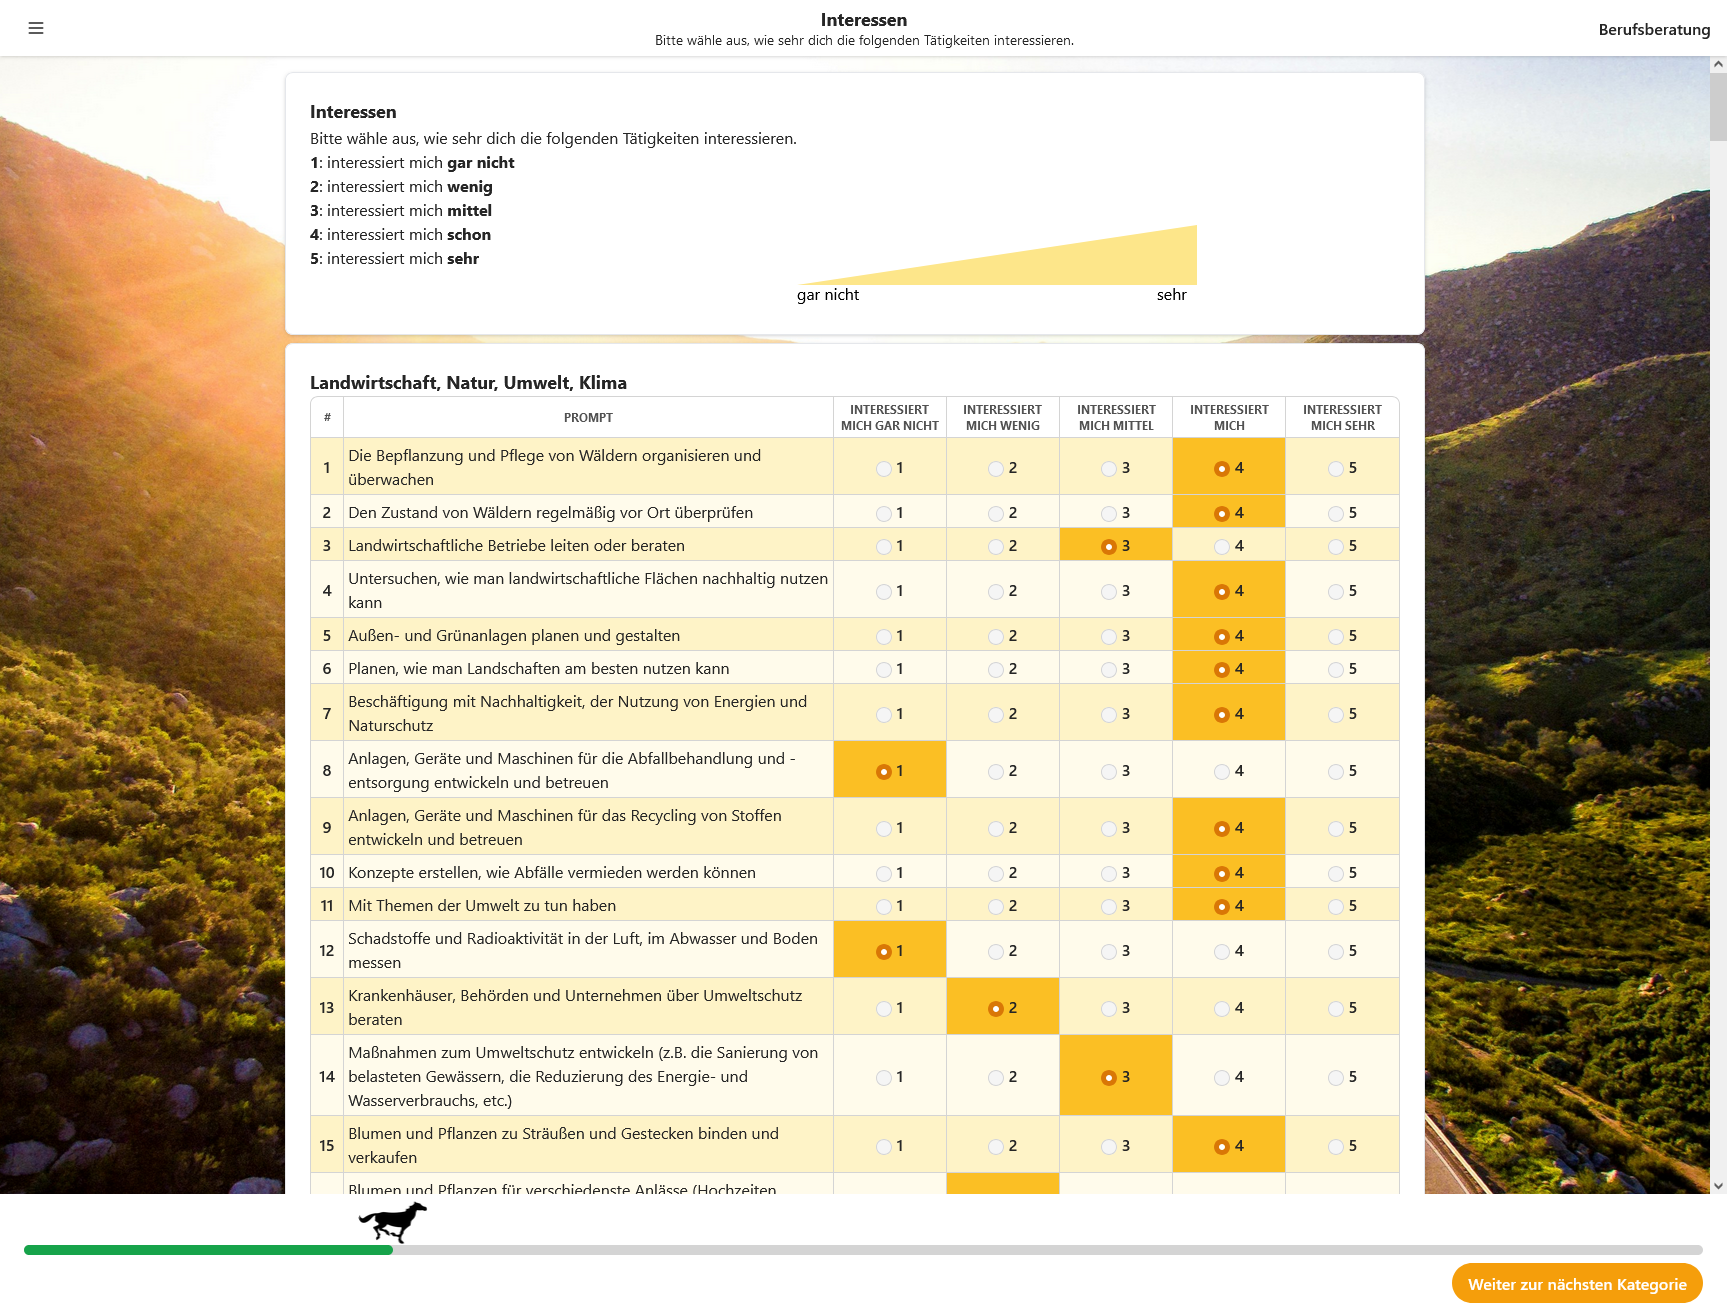 Interessen
Bitte wähle aus, wie sehr dich die folgenden Tätigkeiten interessieren.
Berufsberatung
Interessen
Bitte wähle aus, wie sehr dich die folgenden Tätigkeiten interessieren.
1: interessiert mich gar nicht
2: interessiert mich wenig
3: interessiert mich mittel
4: interessiert mich schon
5: interessiert mich sehr
gar nicht sehr
Landwirtschaft, Natur, Umwelt, Klima
# PROMPT INTERESSIERT MICH GAR NICHT INTERESSIERT MICH WENIG INTERESSIERT MICH MITTEL INTERESSIERT MICH INTERESSIERT MICH SEHR
1 Die Bepflanzung und Pflege von Wäldern organisieren und
überwachen 1 2 3 4 5
2 Den Zustand von Wäldern regelmäßig vor Ort überprüfen 1 2 3 4 5
3 Landwirtschaftliche Betriebe leiten oder beraten 1 2 3 4 5
4 Untersuchen, wie man landwirtschaftliche Flächen nachhaltig nutzen
kann 1 2 3 4 5
5 Außen- und Grünanlagen planen und gestalten 1 2 3 4 5
6 Planen, wie man Landschaften am besten nutzen kann 1 2 3 4 5
7 Beschäftigung mit Nachhaltigkeit, der Nutzung von Energien und
Naturschutz 1 2 3 4 5
8 Anlagen, Geräte und Maschinen für die Abfallbehandlung und -
entsorgung entwickeln und betreuen 1 2 3 4 5
9 Anlagen, Geräte und Maschinen für das Recycling von Stoffen
entwickeln und betreuen 1 2 3 4 5
10 Konzepte erstellen, wie Abfälle vermieden werden können 1 2 3 4 5
11 Mit Themen der Umwelt zu tun haben 1 2 3 4 5
12 Schadstoffe und Radioaktivität in der Luft, im Abwasser und Boden
messen 1 2 3 4 5
13 Krankenhäuser, Behörden und Unternehmen über Umweltschutz
beraten 1 2 3 4 5
14 Maßnahmen zum Umweltschutz entwickeln (z.B. die Sanierung von
belasteten Gewässern, die Reduzierung des Energie- und
Wasserverbrauchs, etc.) 1 2 3 4 5
15 Blumen und Pflanzen zu Sträußen und Gestecken binden und
verkaufen 1 2 3 4 5
Blumen und Pflanzen für verschiedenste Anlässe (Hochzeiten,
Weiter zur nächsten Kategorie